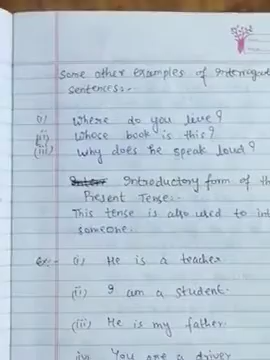 Some other examples of Interrogat
sentences:-
(i) Where do you live?
(ii) Whose book is this?
(iii) Why does he speak loud?
Introductory form of th
Present Tense:-
This tense is also used to int
someone.
Ex:- (i) He is a teacher.
(ii) I am a student.
(iii) He is my father.
iv) You are a driver